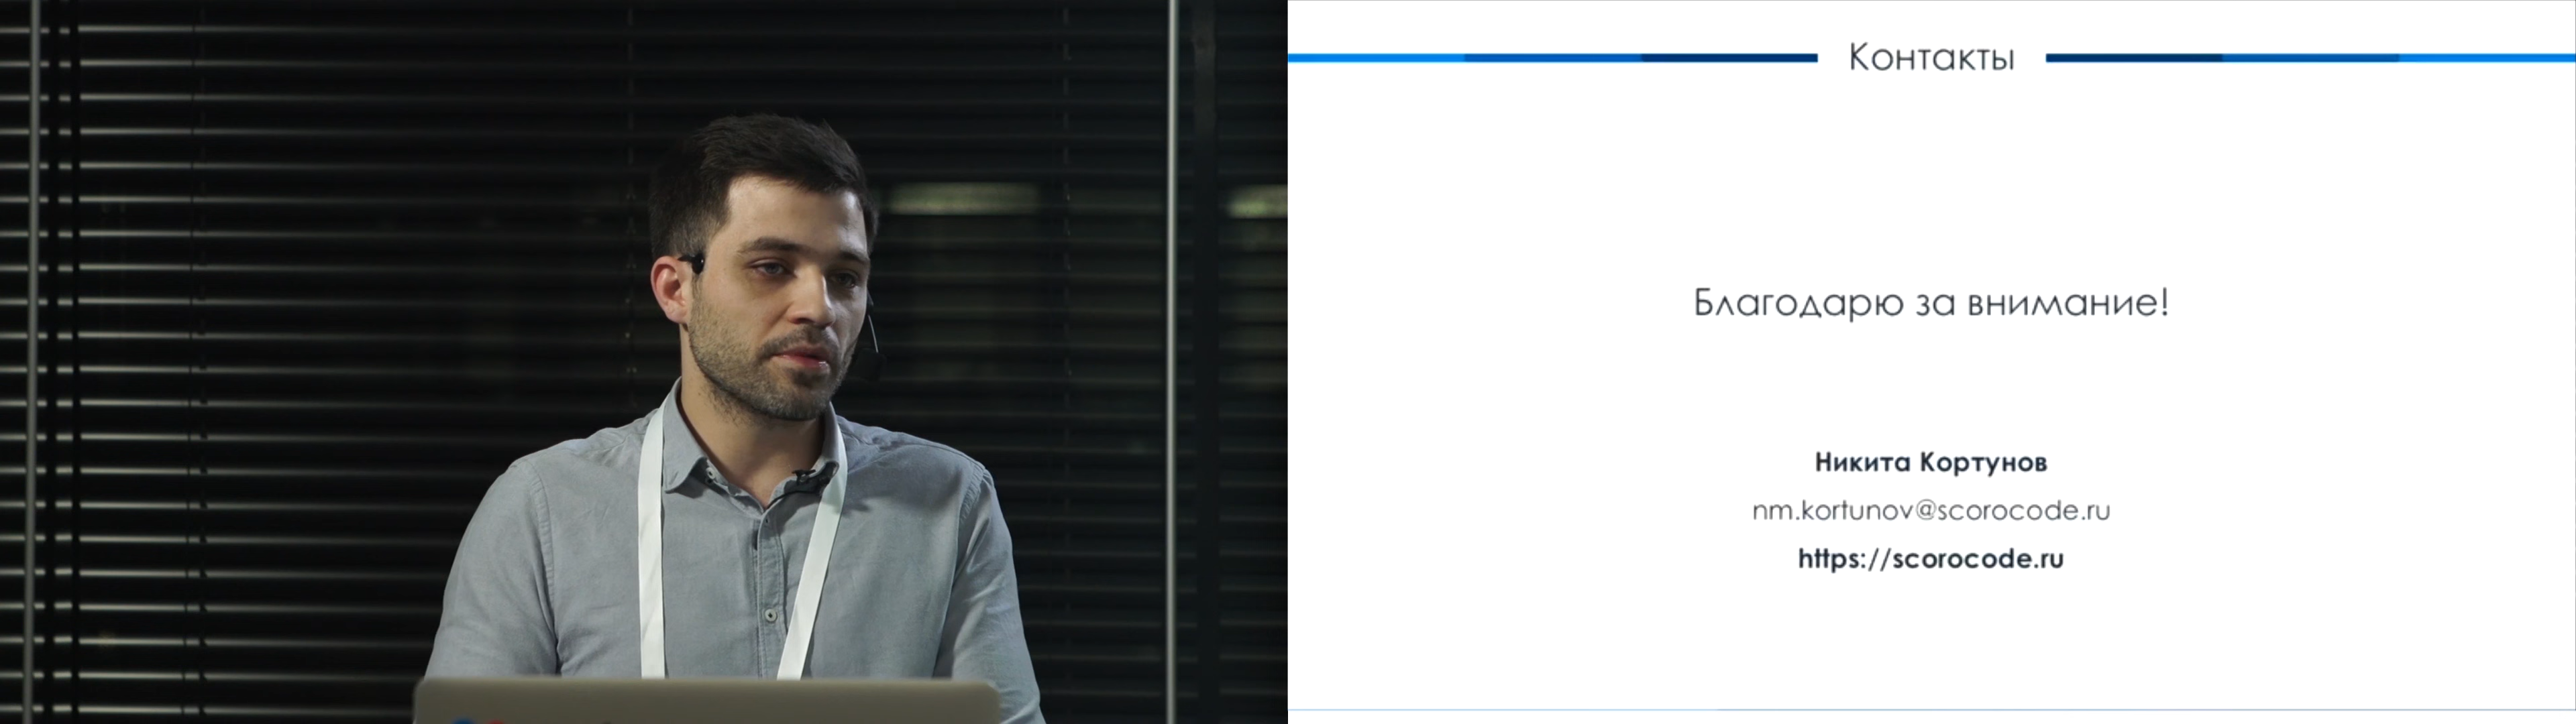 Контакты
Благодарю за внимание!
Никита Кортунов
nm.kortunov@scorocode.ru
https://scorocode.ru